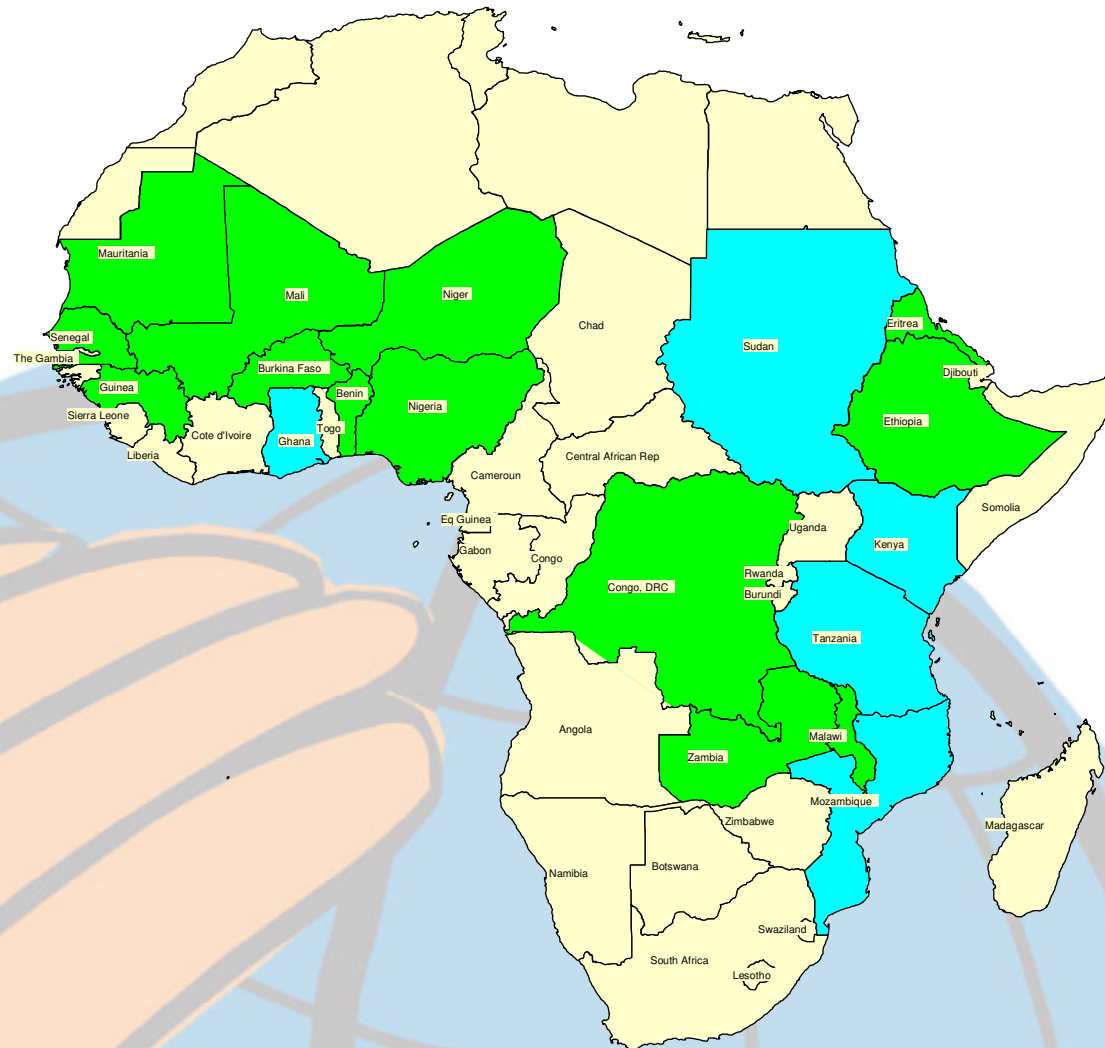 Mauritania
Mali
Niger
Chad
Sudan
Eritrea
Senegal
The Gambia
Djibouti
Burkina Faso
Guinea
Benin
Nigeria
Ethiopia
Sierra Leone
Togo
Cote d'Ivoire
Ghana
Liberia
Central African Rep
Cameroun
Somolia
Eq Guinea
Uganda
Kenya
Gabon
Congo
Rwanda
Congo, DRC
Burundi
Tanzania
Angola
Malawi
Zambia
Mozambique
Zimbabwe
Madagascar
Botswana
Namibia
Swaziland
South Africa
Lesotho